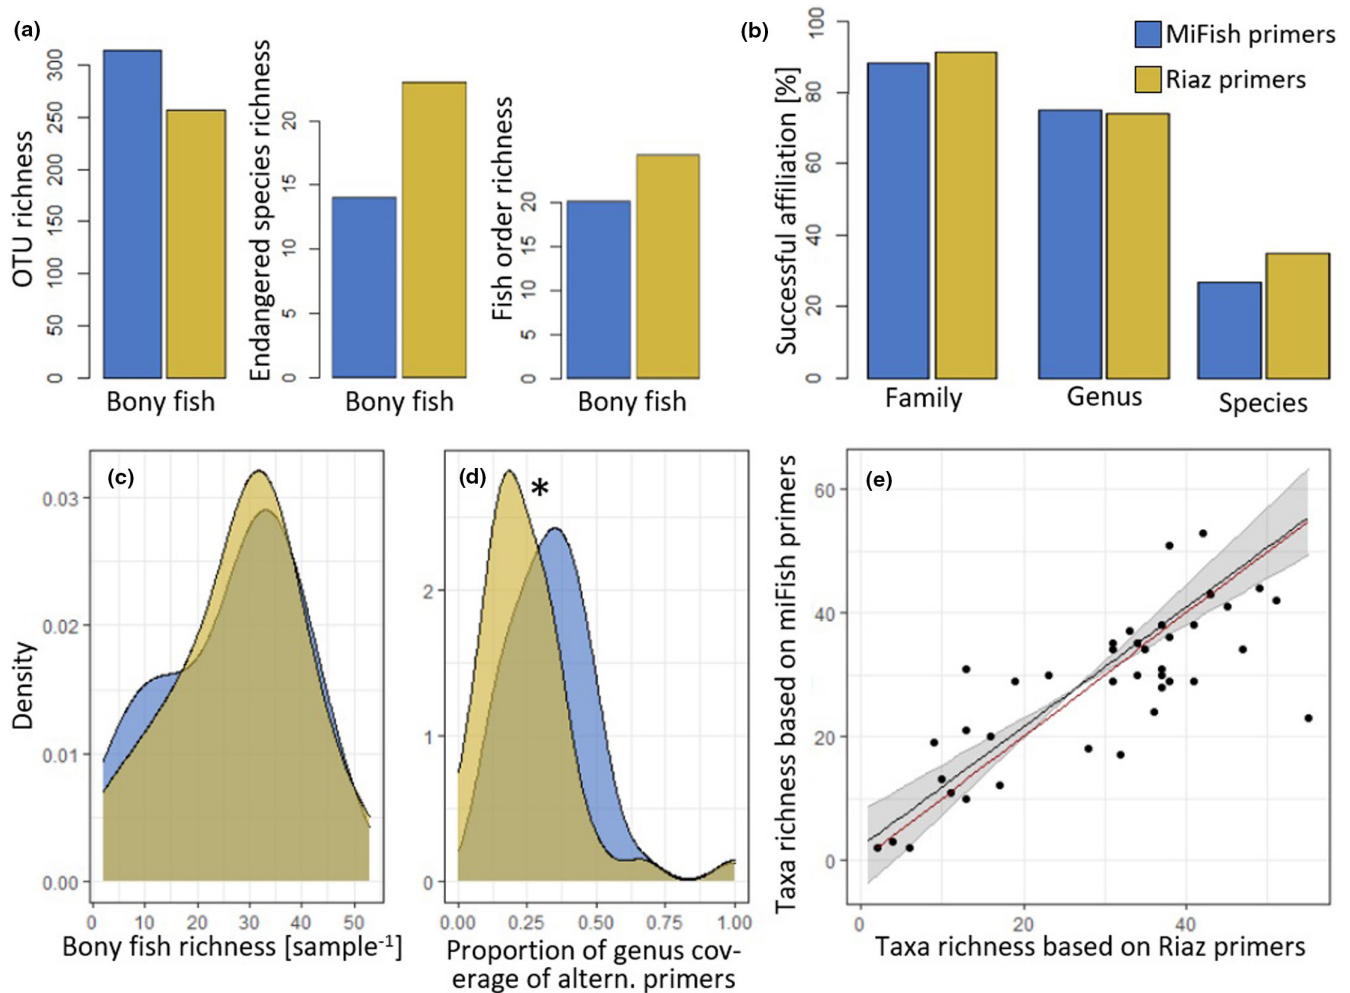 (a)
OTU richness
0
50
100
150
200
250
300
Bony fish
Endangered species richness
0
5
10
15
20
Bony fish
Fish order richness
0
5
10
15
20
Bony fish
(b)
Successful affiliation [%]
0
20
40
60
80
100
MiFish primers
Riaz primers
Family
Genus
Species
(c)
Density
0.03
0.02
0.01
0.00
0
10
20
30
40
50
Bony fish richness [sample-1]
(d)
*
2
1
0
0.00
0.25
0.50
0.75
1.00
Proportion of genus cov-
erage of altern. primers
(e)
Taxa richness based on miFish primers
60
40
20
0
0
20
40
Taxa richness based on Riaz primers